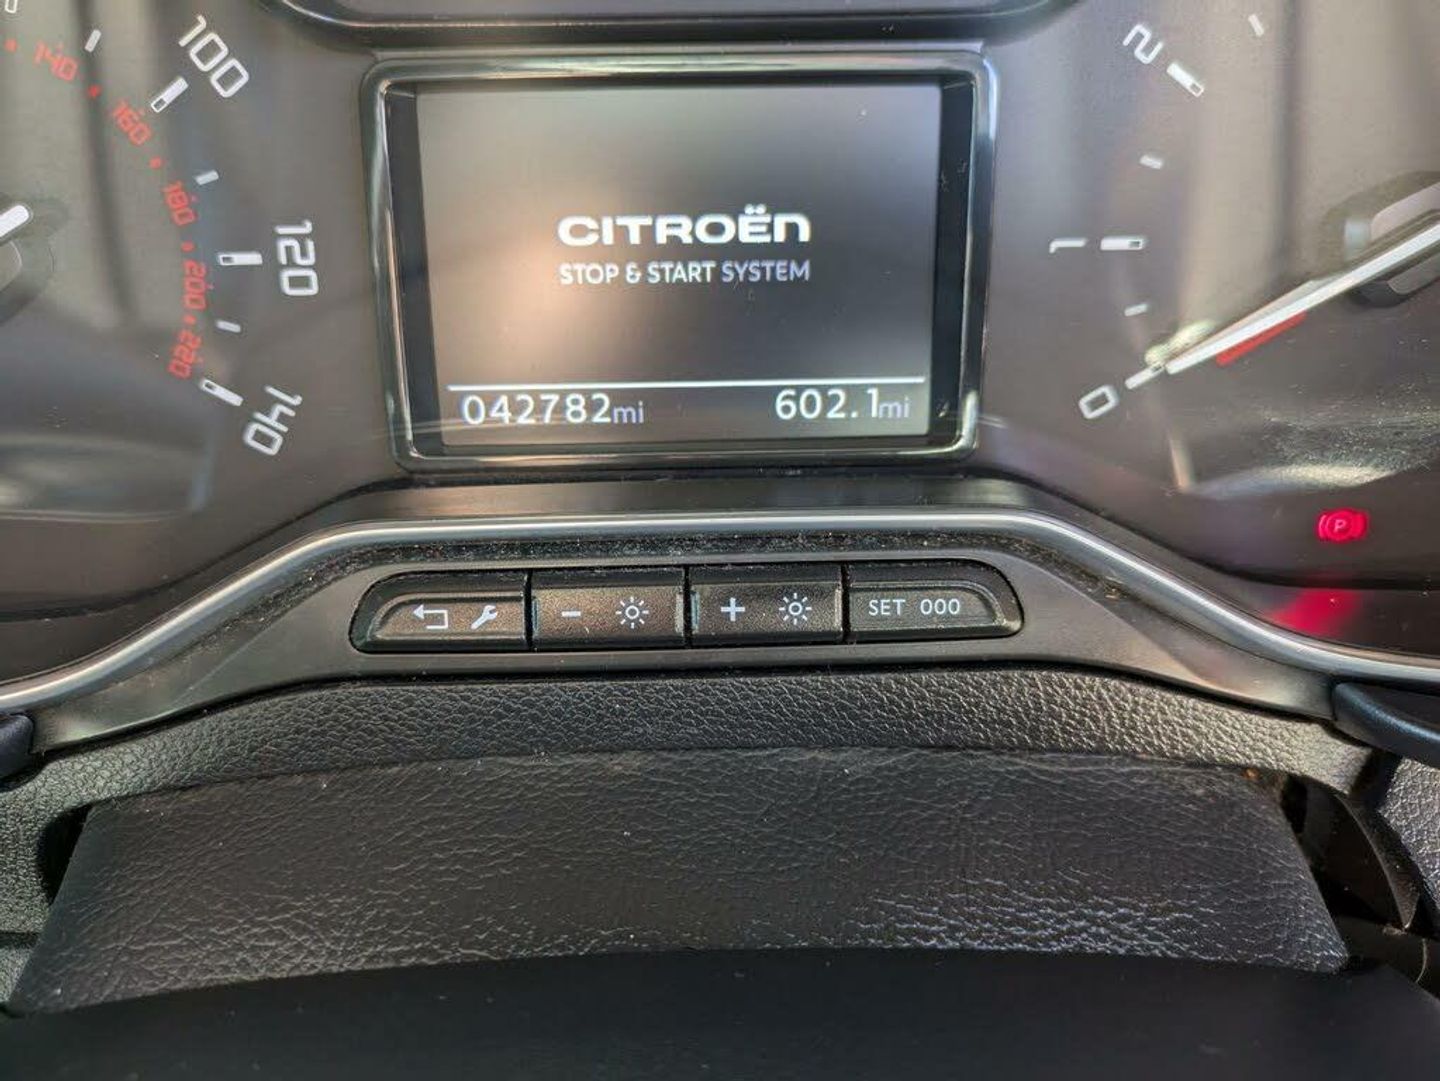 100
140
160
180
120
200
220
140
CITROËN
STOP & START SYSTEM
042782mi
602.1mi
2
1
0
P
-
+
SET 000